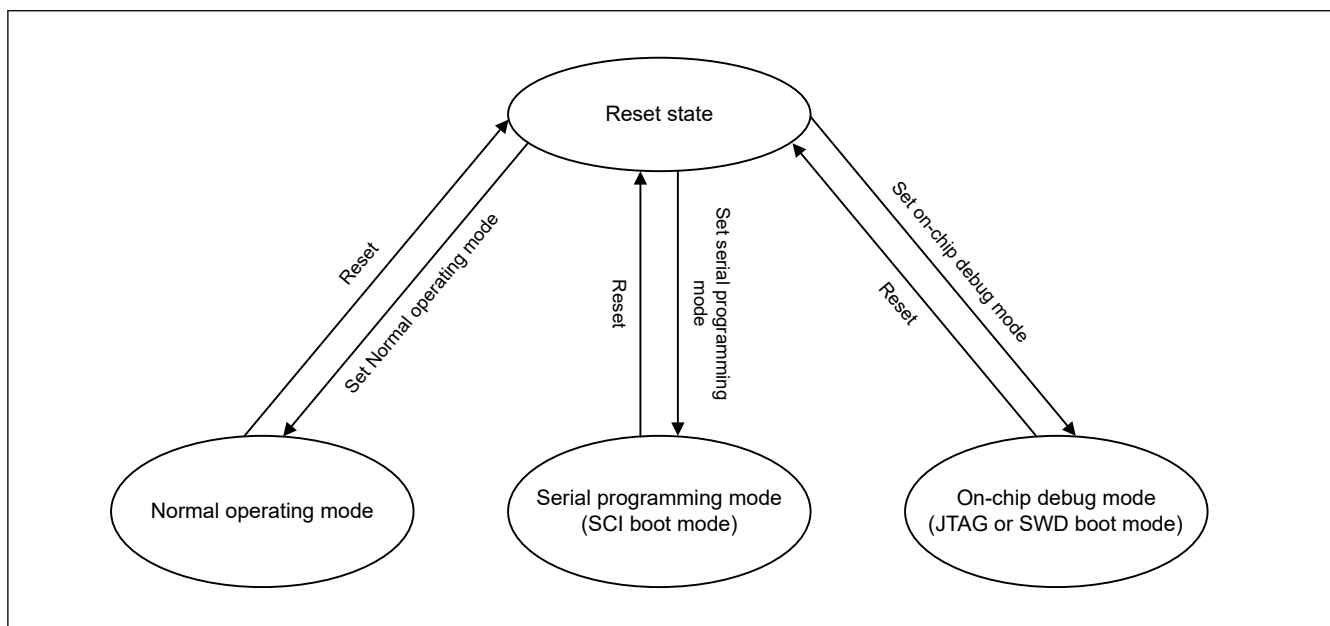 Reset state
Reset
Set Normal operating mode
Reset
Set serial programming
mode
Reset
Set on-chip debug mode
Normal operating mode
Serial programming mode
(SCI boot mode)
On-chip debug mode
(JTAG or SWD boot mode)